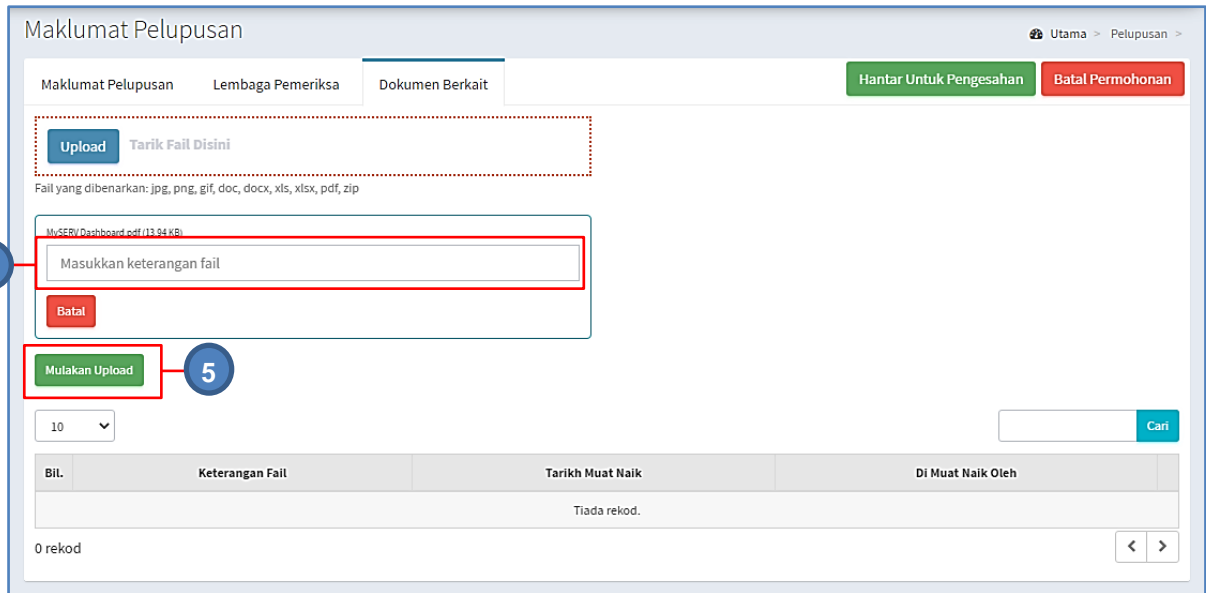 Maklumat Pelupusan
Utama > Pelupusan >
Maklumat Pelupusan Lembaga Pemeriksa Dokumen Berkait Hantar Untuk Pengesahan Batal Permohonan
Upload Tarik Fail Disini
Fail yang dibenarkan: jpg, png, gif, doc, docx, xls, xlsx, pdf, zip
MySERV Dashboard.pdf (13.94 KB)
Masukkan keterangan fail
Batal
Mulakan Upload 5
10 Cari
Bil. Keterangan Fail Tarikh Muat Naik Di Muat Naik Oleh
Tiada rekod.
0 rekod < >